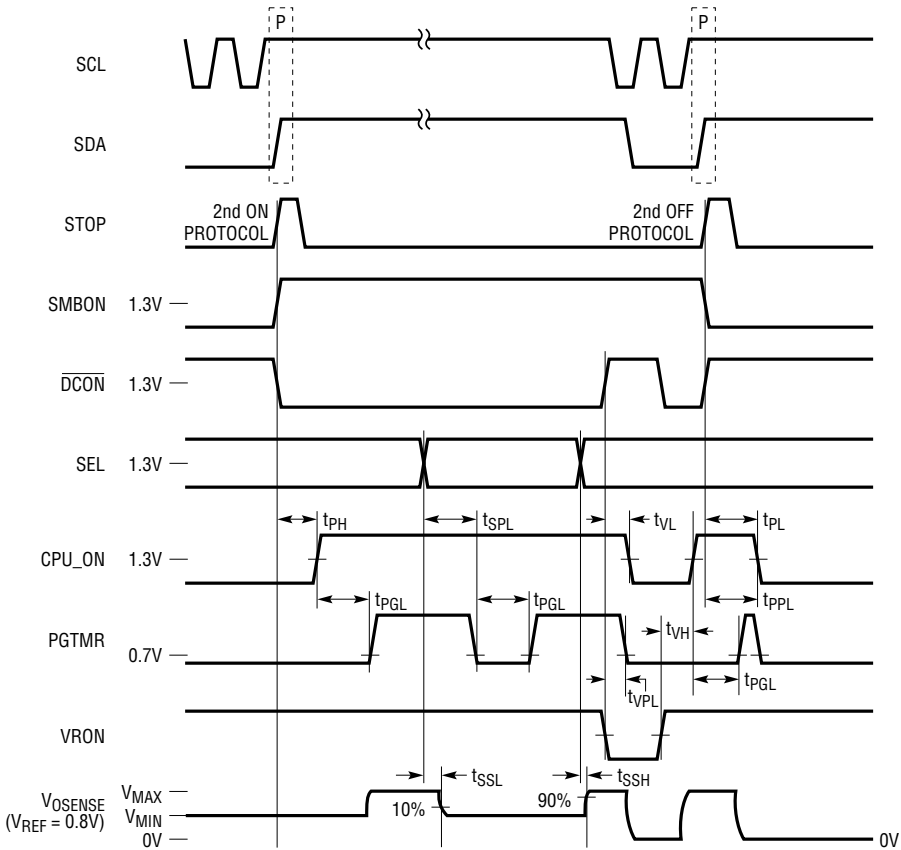 P P
SCL
SDA
STOP
2nd ON
PROTOCOL
2nd OFF
PROTOCOL
SMBON 1.3V
DCON 1.3V
SEL 1.3V
tPH tSPL tVL tPL
CPU_ON 1.3V
tPGL tPGL tPPL
PGTMR tVH
0.7V
tPGL
tVPL
VRON
tSSL tSSH
VOSENSE
(VREF = 0.8V)
VMAX
VMIN
0V
10% 90%
0V